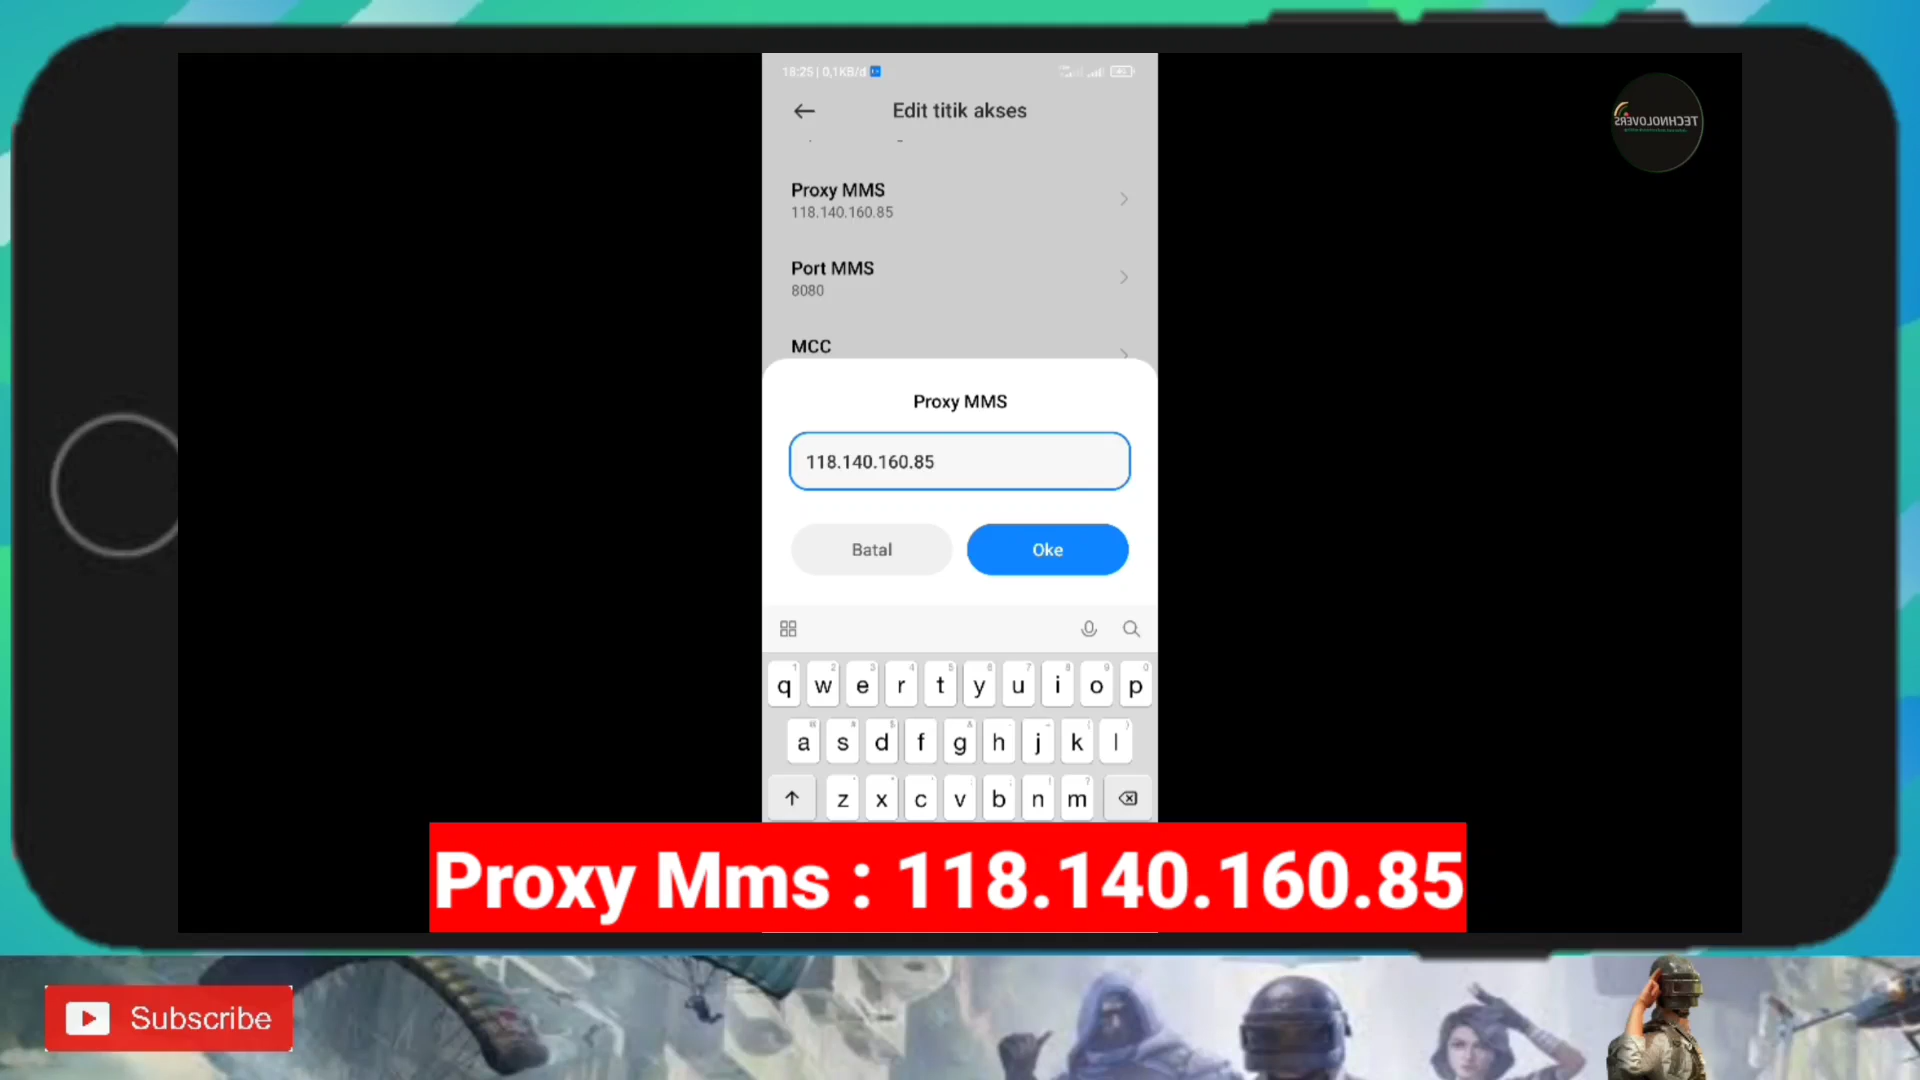 18:25 | 0,1KB/d
Edit titik akses
Proxy MMS
118.140.160.85
Port MMS
8080
MCC
Proxy MMS
118.140.160.85
Batal
Oke
q w e r t y u i o p
a s d f g h j k l
z x c v b n m
Proxy Mms : 118.140.160.85
Subscribe
TECHNOLOVERS